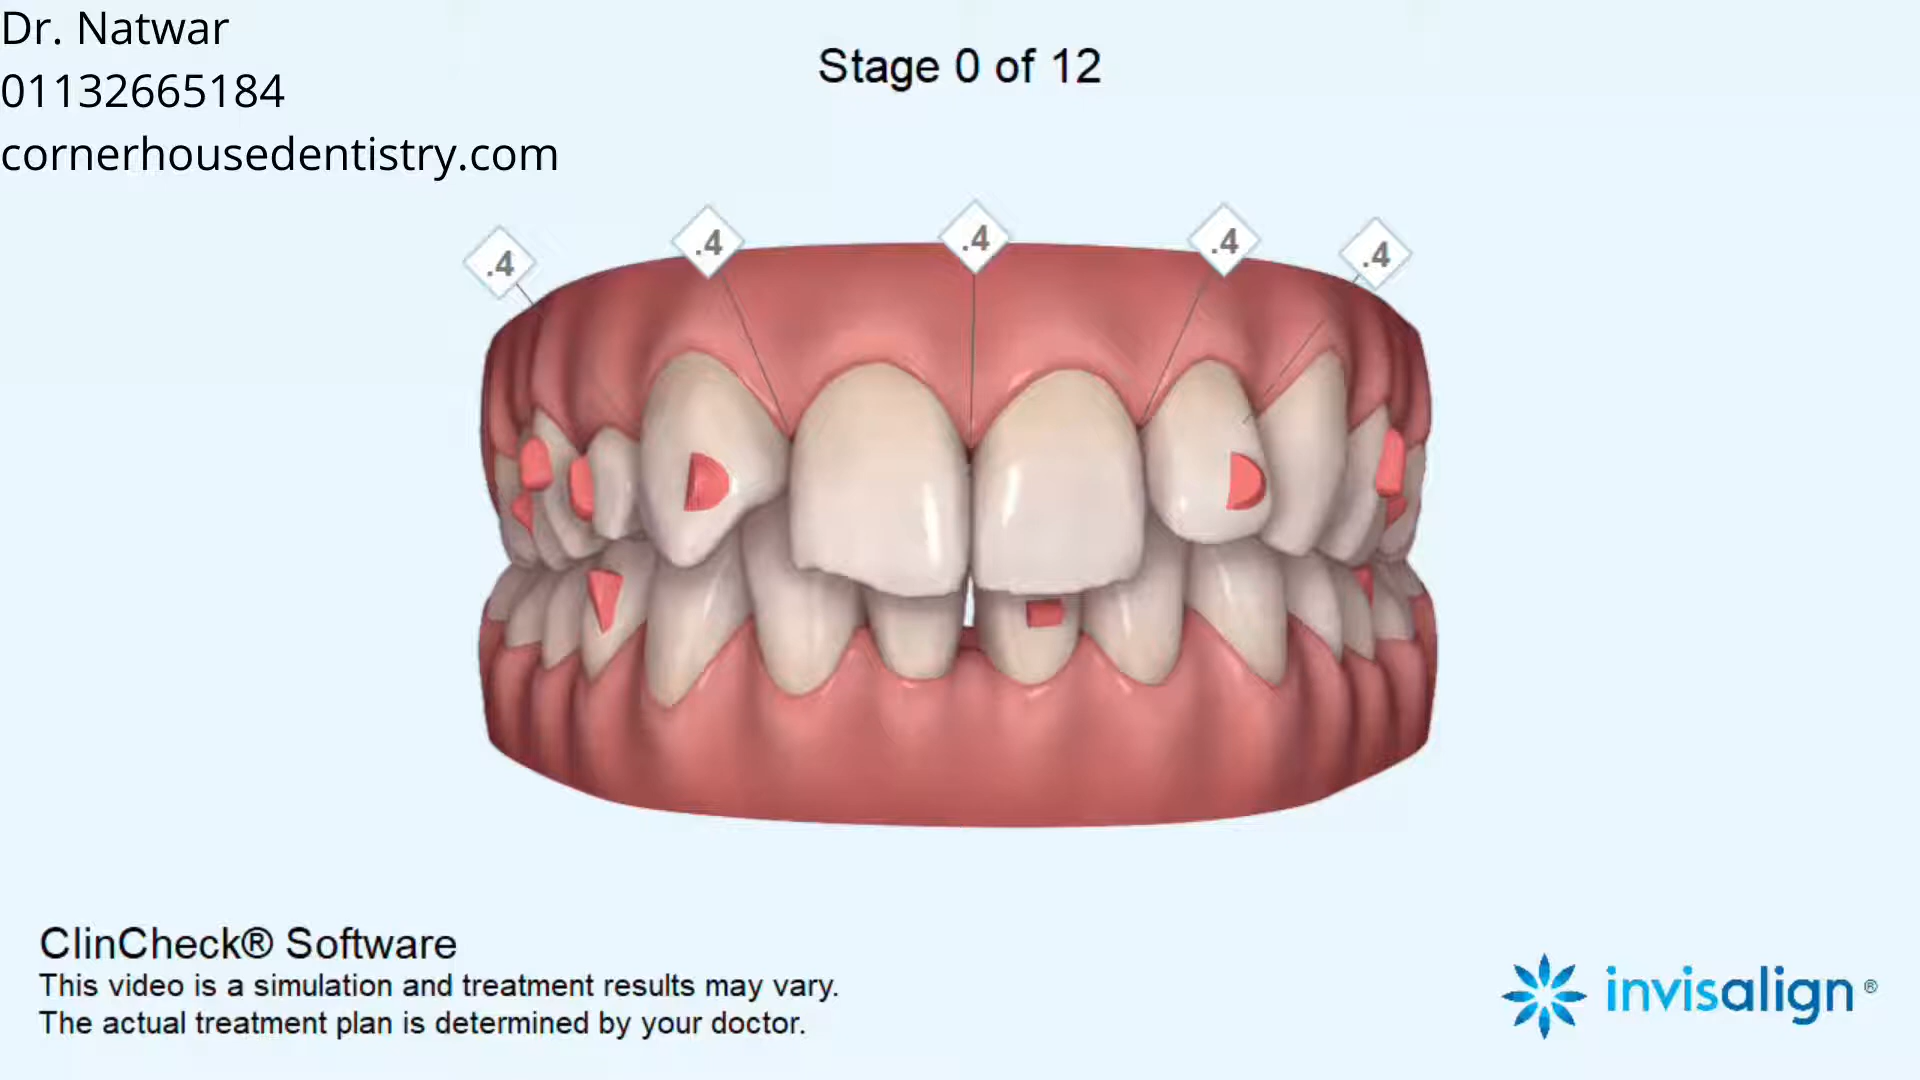 Dr. Natwar
01132665184
cornerhousedentistry.com
Stage 0 of 12
.4
.4
.4
.4
.4
ClinCheck® Software
This video is a simulation and treatment results may vary.
The actual treatment plan is determined by your doctor.
invisalign®